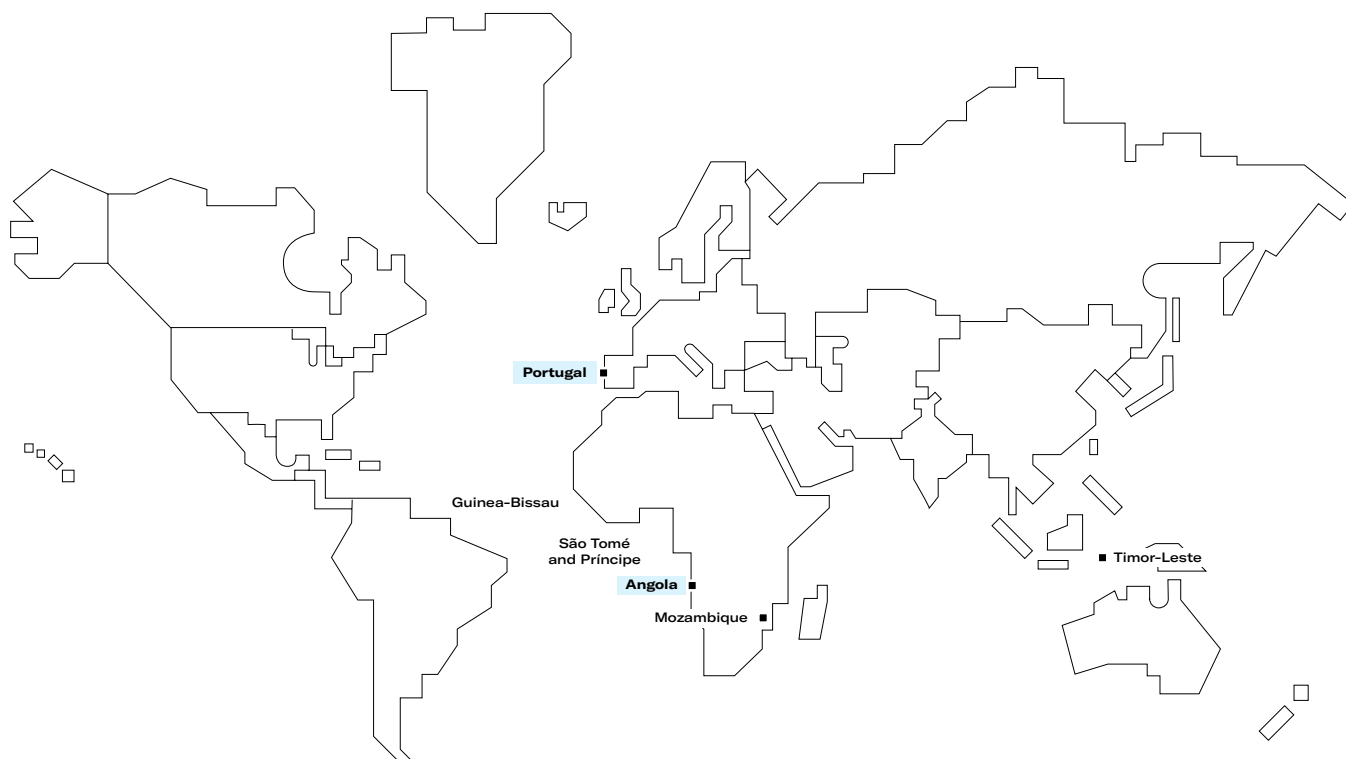 Portugal
Guinea-Bissau
São Tomé
and Príncipe
Timor-Leste
Angola
Mozambique